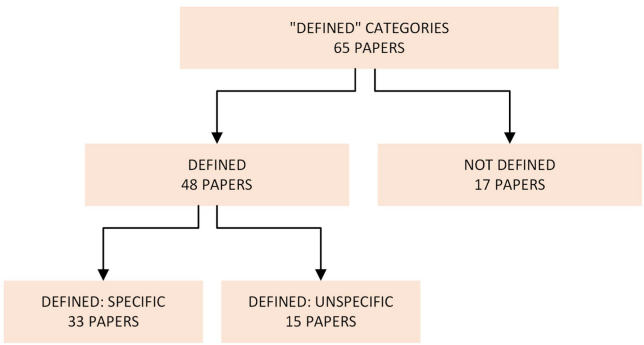 "DEFINED" CATEGORIES
65 PAPERS
DEFINED
48 PAPERS
NOT DEFINED
17 PAPERS
DEFINED: SPECIFIC
33 PAPERS
DEFINED: UNSPECIFIC
15 PAPERS